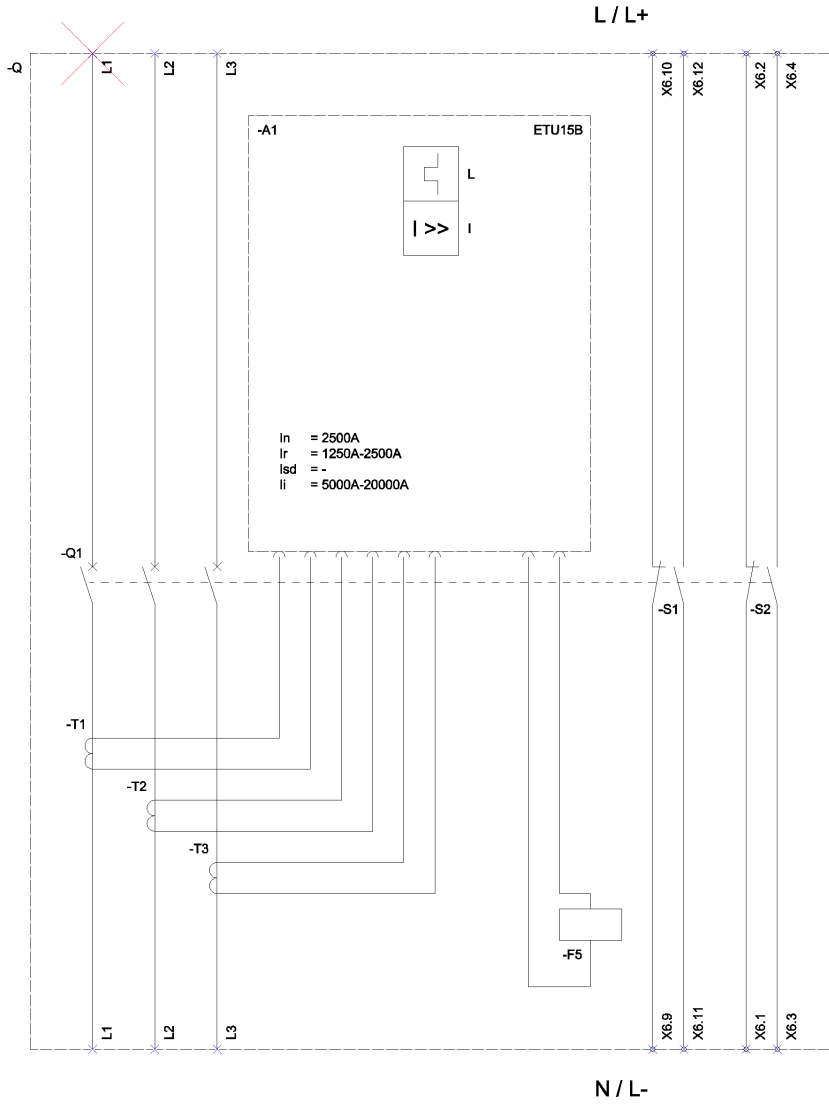 L / L+
-Q
L1
L2
L3
X6.10
X6.12
X6.2
X6.4
-A1
ETU15B
L
I >>
I
In = 2500A
Ir = 1250A-2500A
Isd = -
Ii = 5000A-20000A
-Q1
-S1
-S2
-T1
-T2
-T3
-F5
L1
L2
L3
X6.9
X6.11
X6.1
X6.3
N / L-